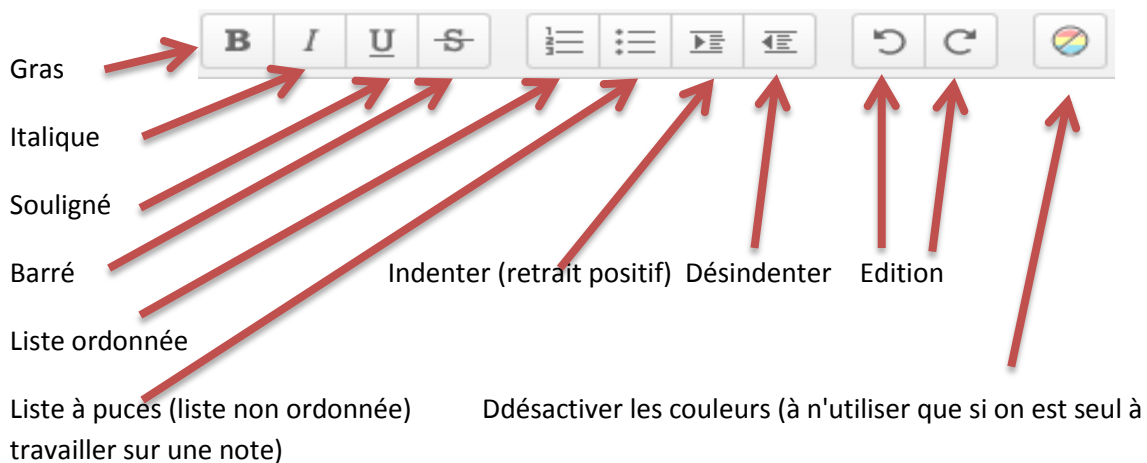 B I U S
Gras
Italique
Souligné
Barré
Indenter (retrait positif) Désindenter Edition
Liste ordonnée
Liste à puces (liste non ordonnée) Ddésactiver les couleurs (à n'utiliser que si on est seul à
travailler sur une note)